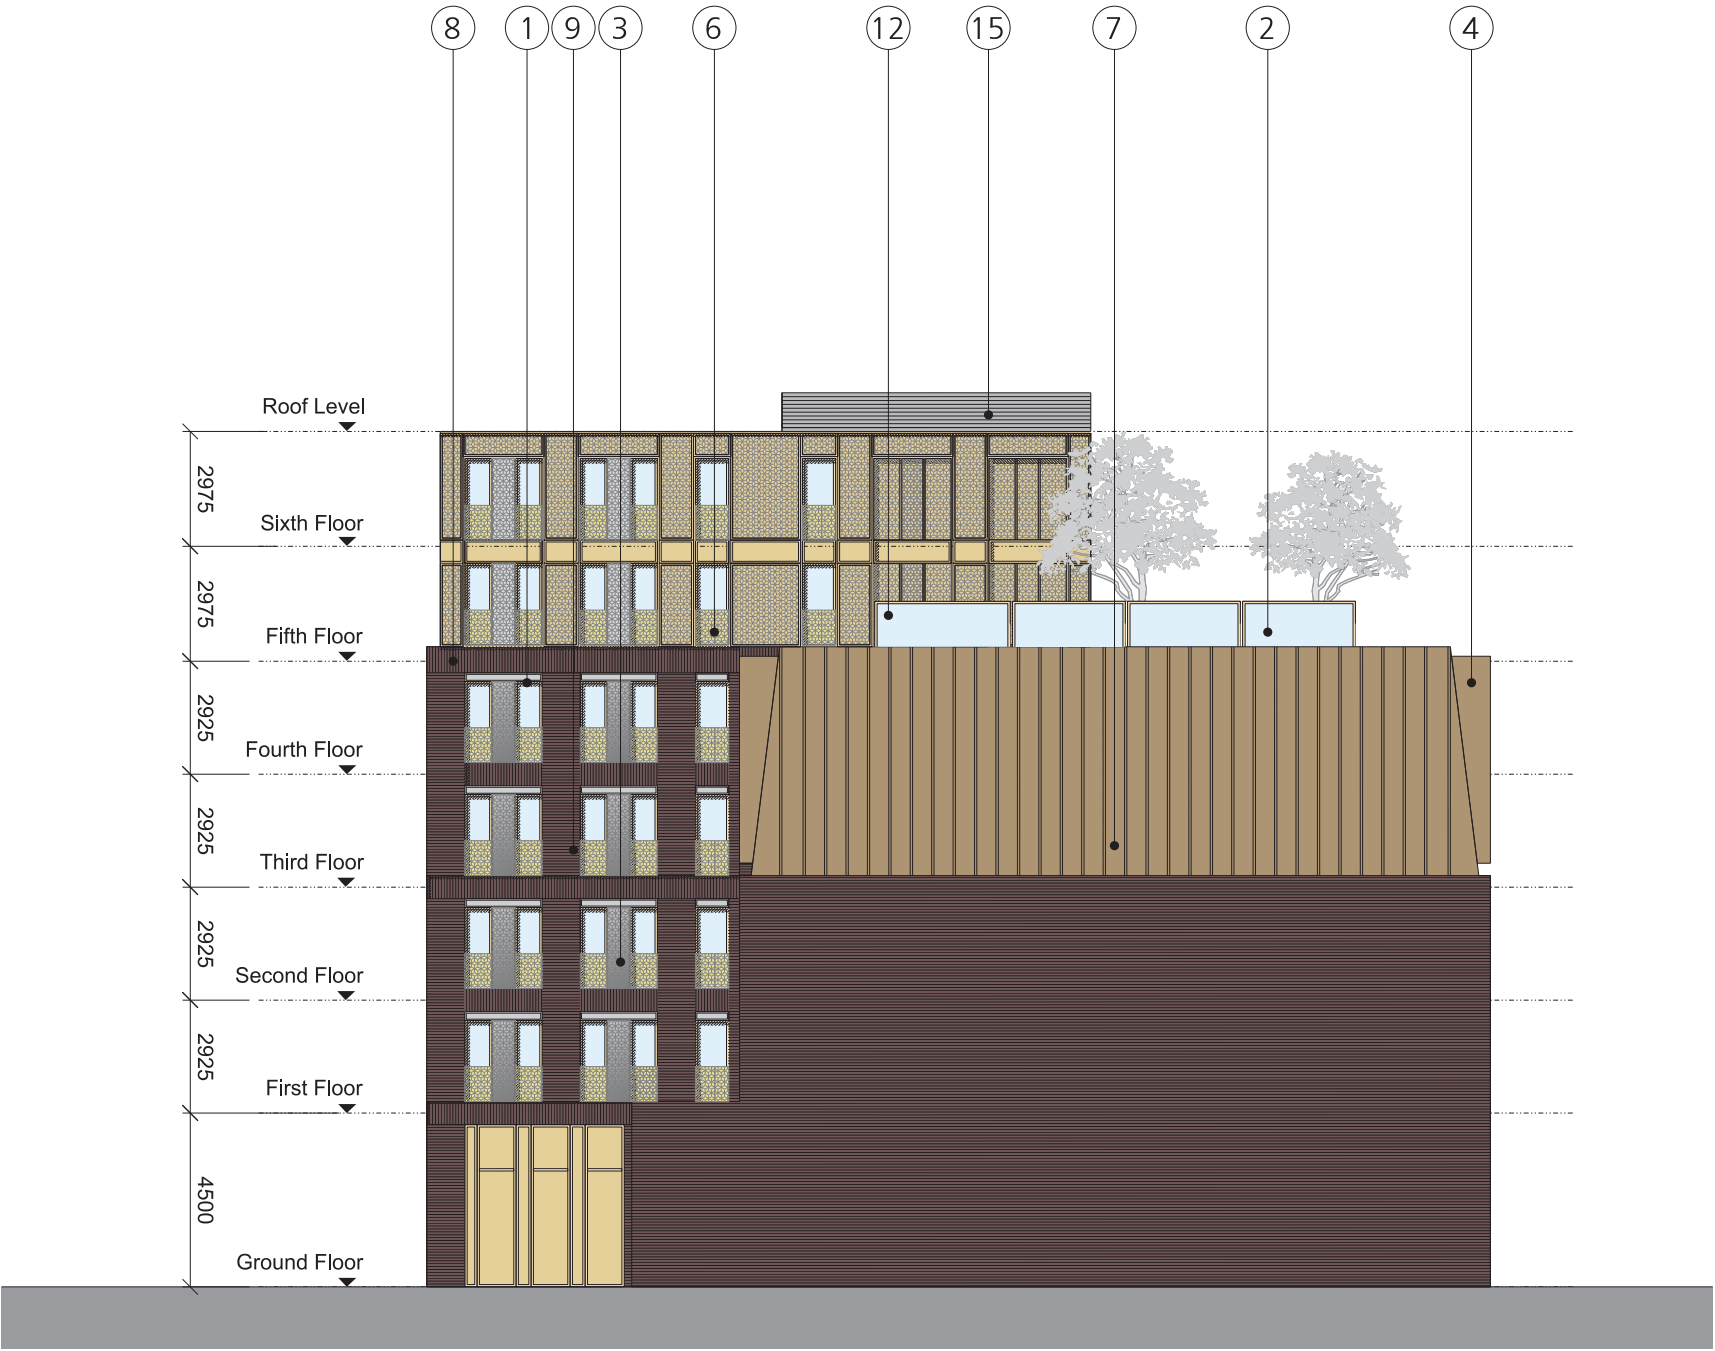 8 1 9 3 6 12 15 7 2 4
Roof Level
2975
Sixth Floor
2975
Fifth Floor
2925
Fourth Floor
2925
Third Floor
2925
Second Floor
2925
First Floor
4500
Ground Floor